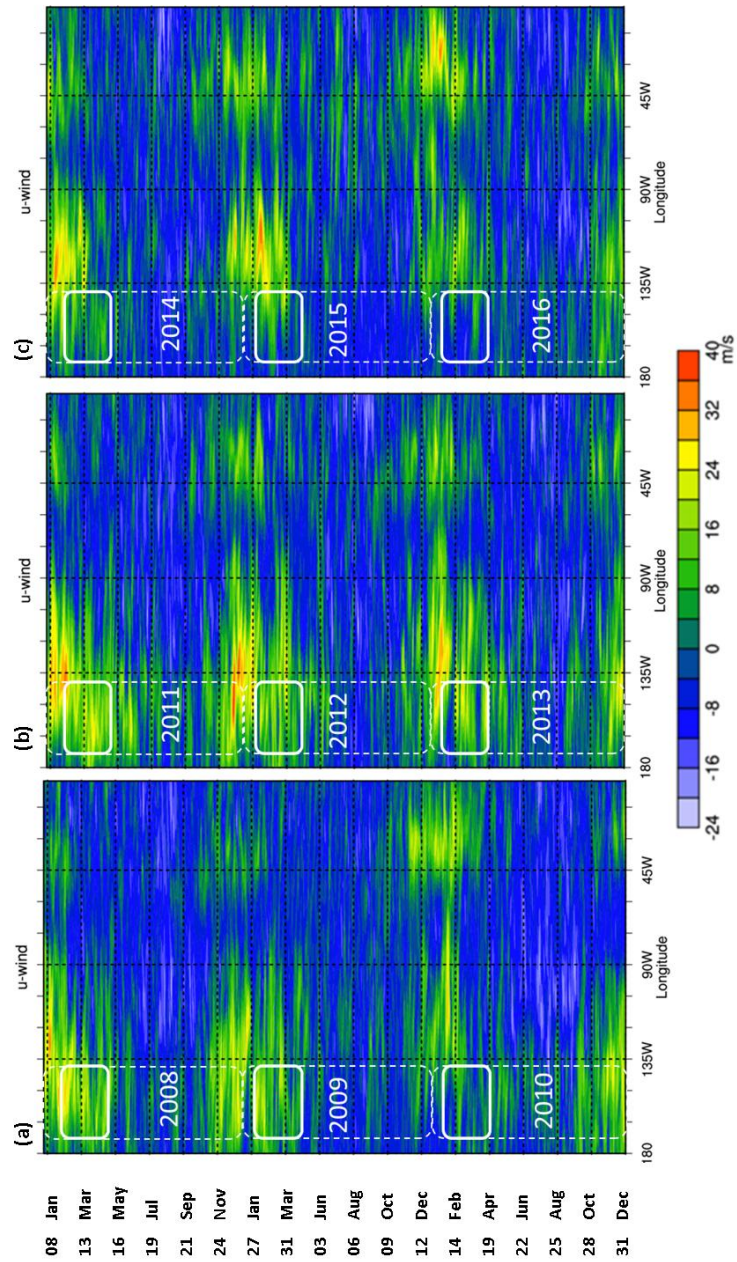 (a)
u-wind
08 Jan
13 Mar
16 May
19 Jul
21 Sep
24 Nov
27 Jan
31 Mar
03 Jun
06 Aug
09 Oct
12 Dec
14 Feb
19 Apr
22 Jun
25 Aug
28 Oct
31 Dec
2008
2009
2010
180 135W 90W 45W
Longitude
(b)
u-wind
2011
2012
2013
180 135W 90W 45W
Longitude
(c)
u-wind
2014
2015
2016
180 135W 90W 45W
Longitude
-24 -16 -8 0 8 16 24 32 40
m/s